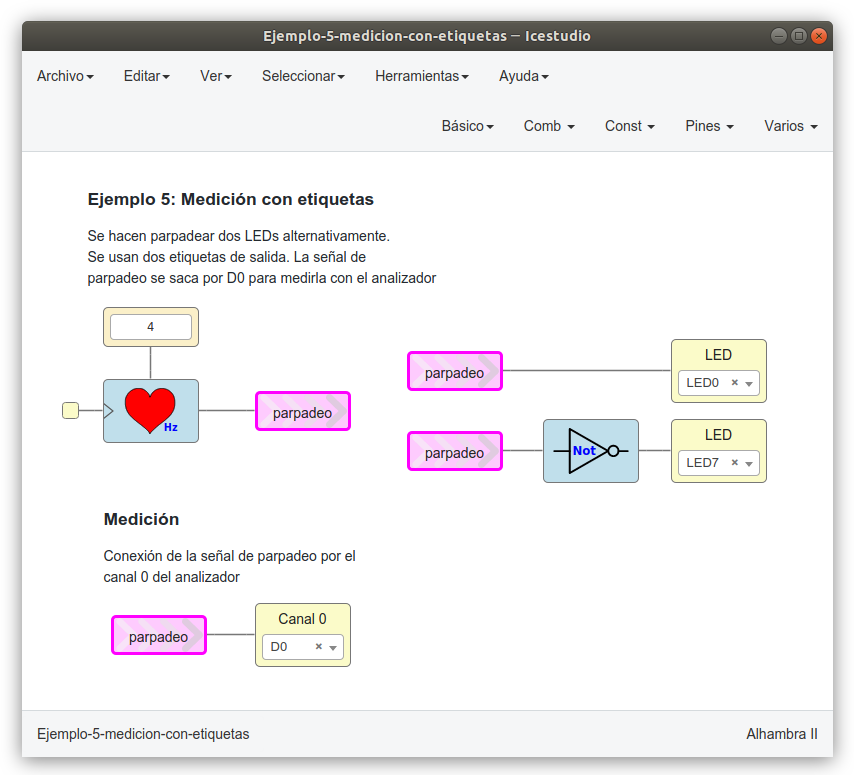 Ejemplo-5-medicion-con-etiquetas — Icestudio
Archivo Editar Ver Seleccionar Herramientas Ayuda
Básico Comb Const Pines Varios
Ejemplo 5: Medición con etiquetas
Se hacen parpadear dos LEDs alternativamente.
Se usan dos etiquetas de salida. La señal de
parpadeo se saca por D0 para medirla con el analizador
4
Hz
parpadeo
parpadeo
LED
LED0
parpadeo
Not
LED
LED7
Medición
Conexión de la señal de parpadeo por el
canal 0 del analizador
parpadeo
Canal 0
D0
Ejemplo-5-medicion-con-etiquetas
Alhambra II